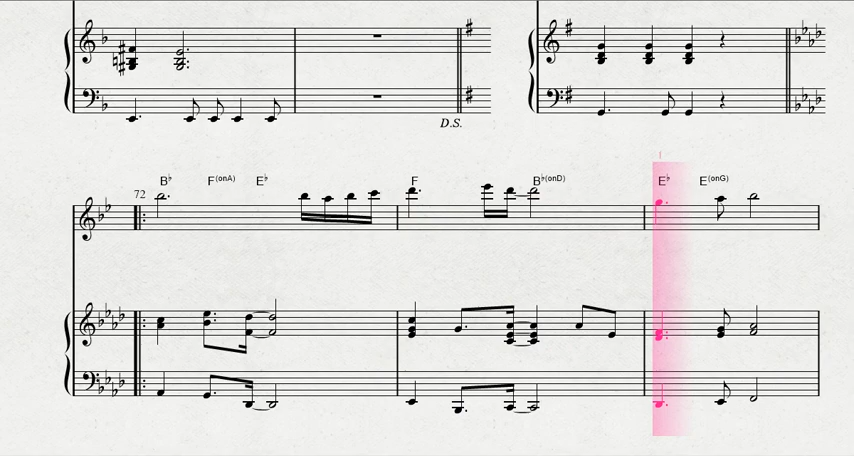 D.S.
B♭ F(onA) E♭ F B♭(onD) E♭ E(onG)
72